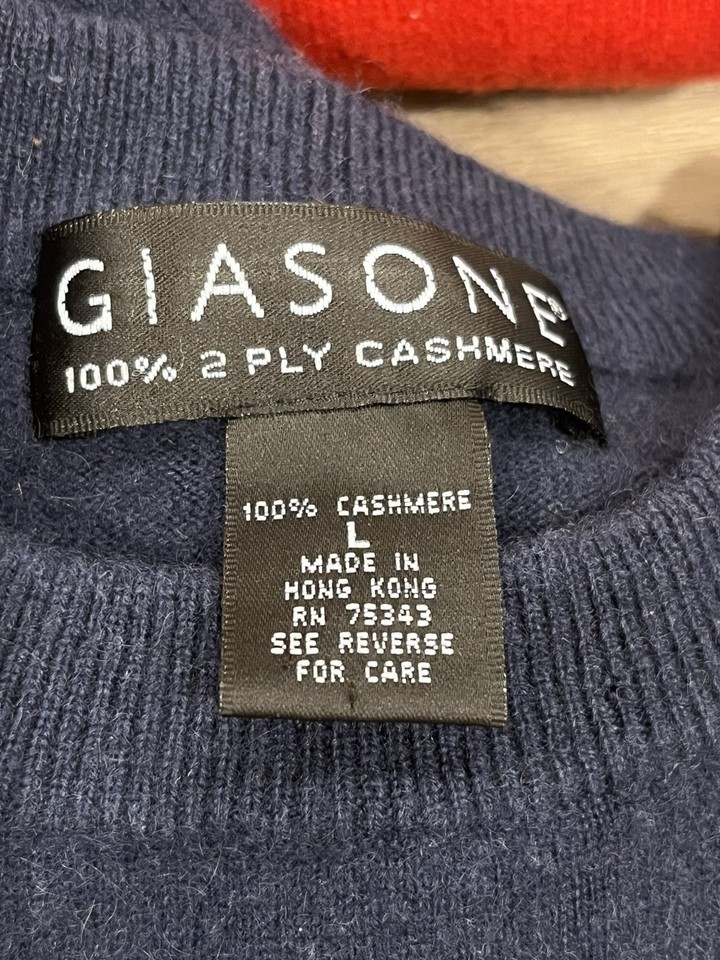 GIASONE®
100% 2 PLY CASHMERE
100% CASHMERE
L
MADE IN
HONG KONG
RN 75343
SEE REVERSE
FOR CARE